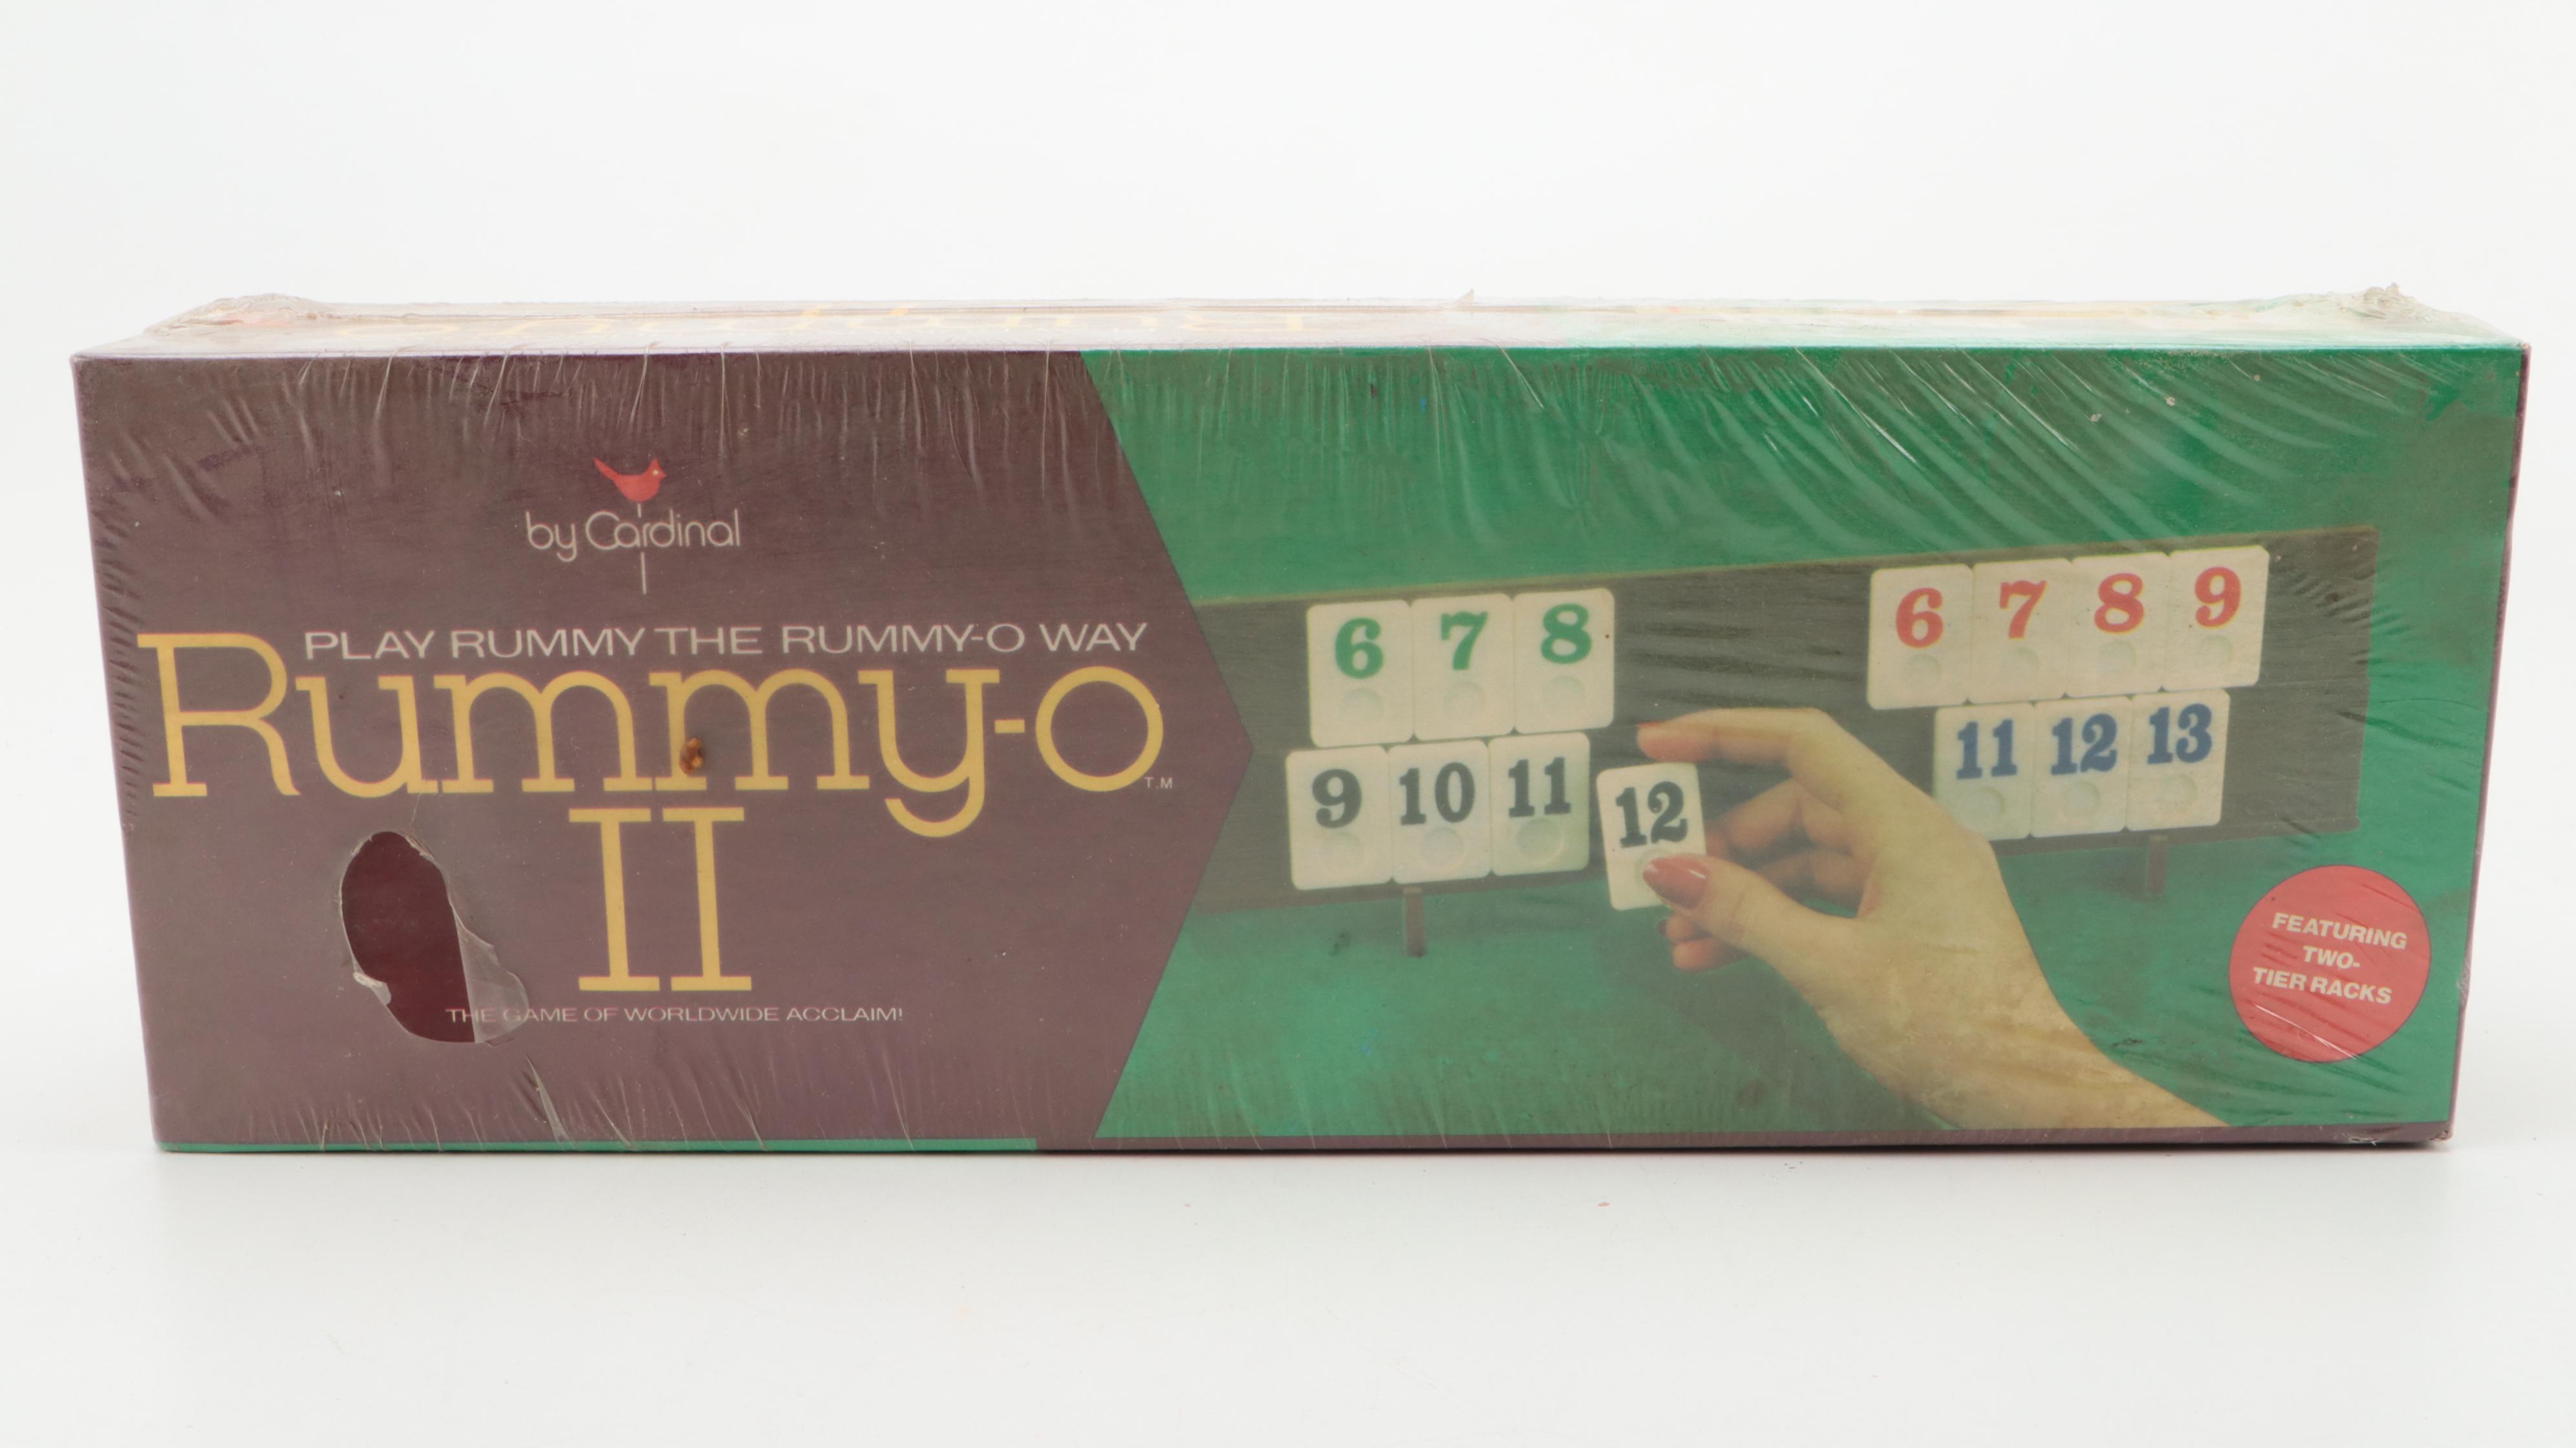 by Cardinal
PLAY RUMMY THE RUMMY-O WAY
Rummy-O
T.M
II
THE GAME OF WORLDWIDE ACCLAIM!
6 7 8
9 10 11 12
6 7 8 9
11 12 13
FEATURING
TWO-
TIER RACKS